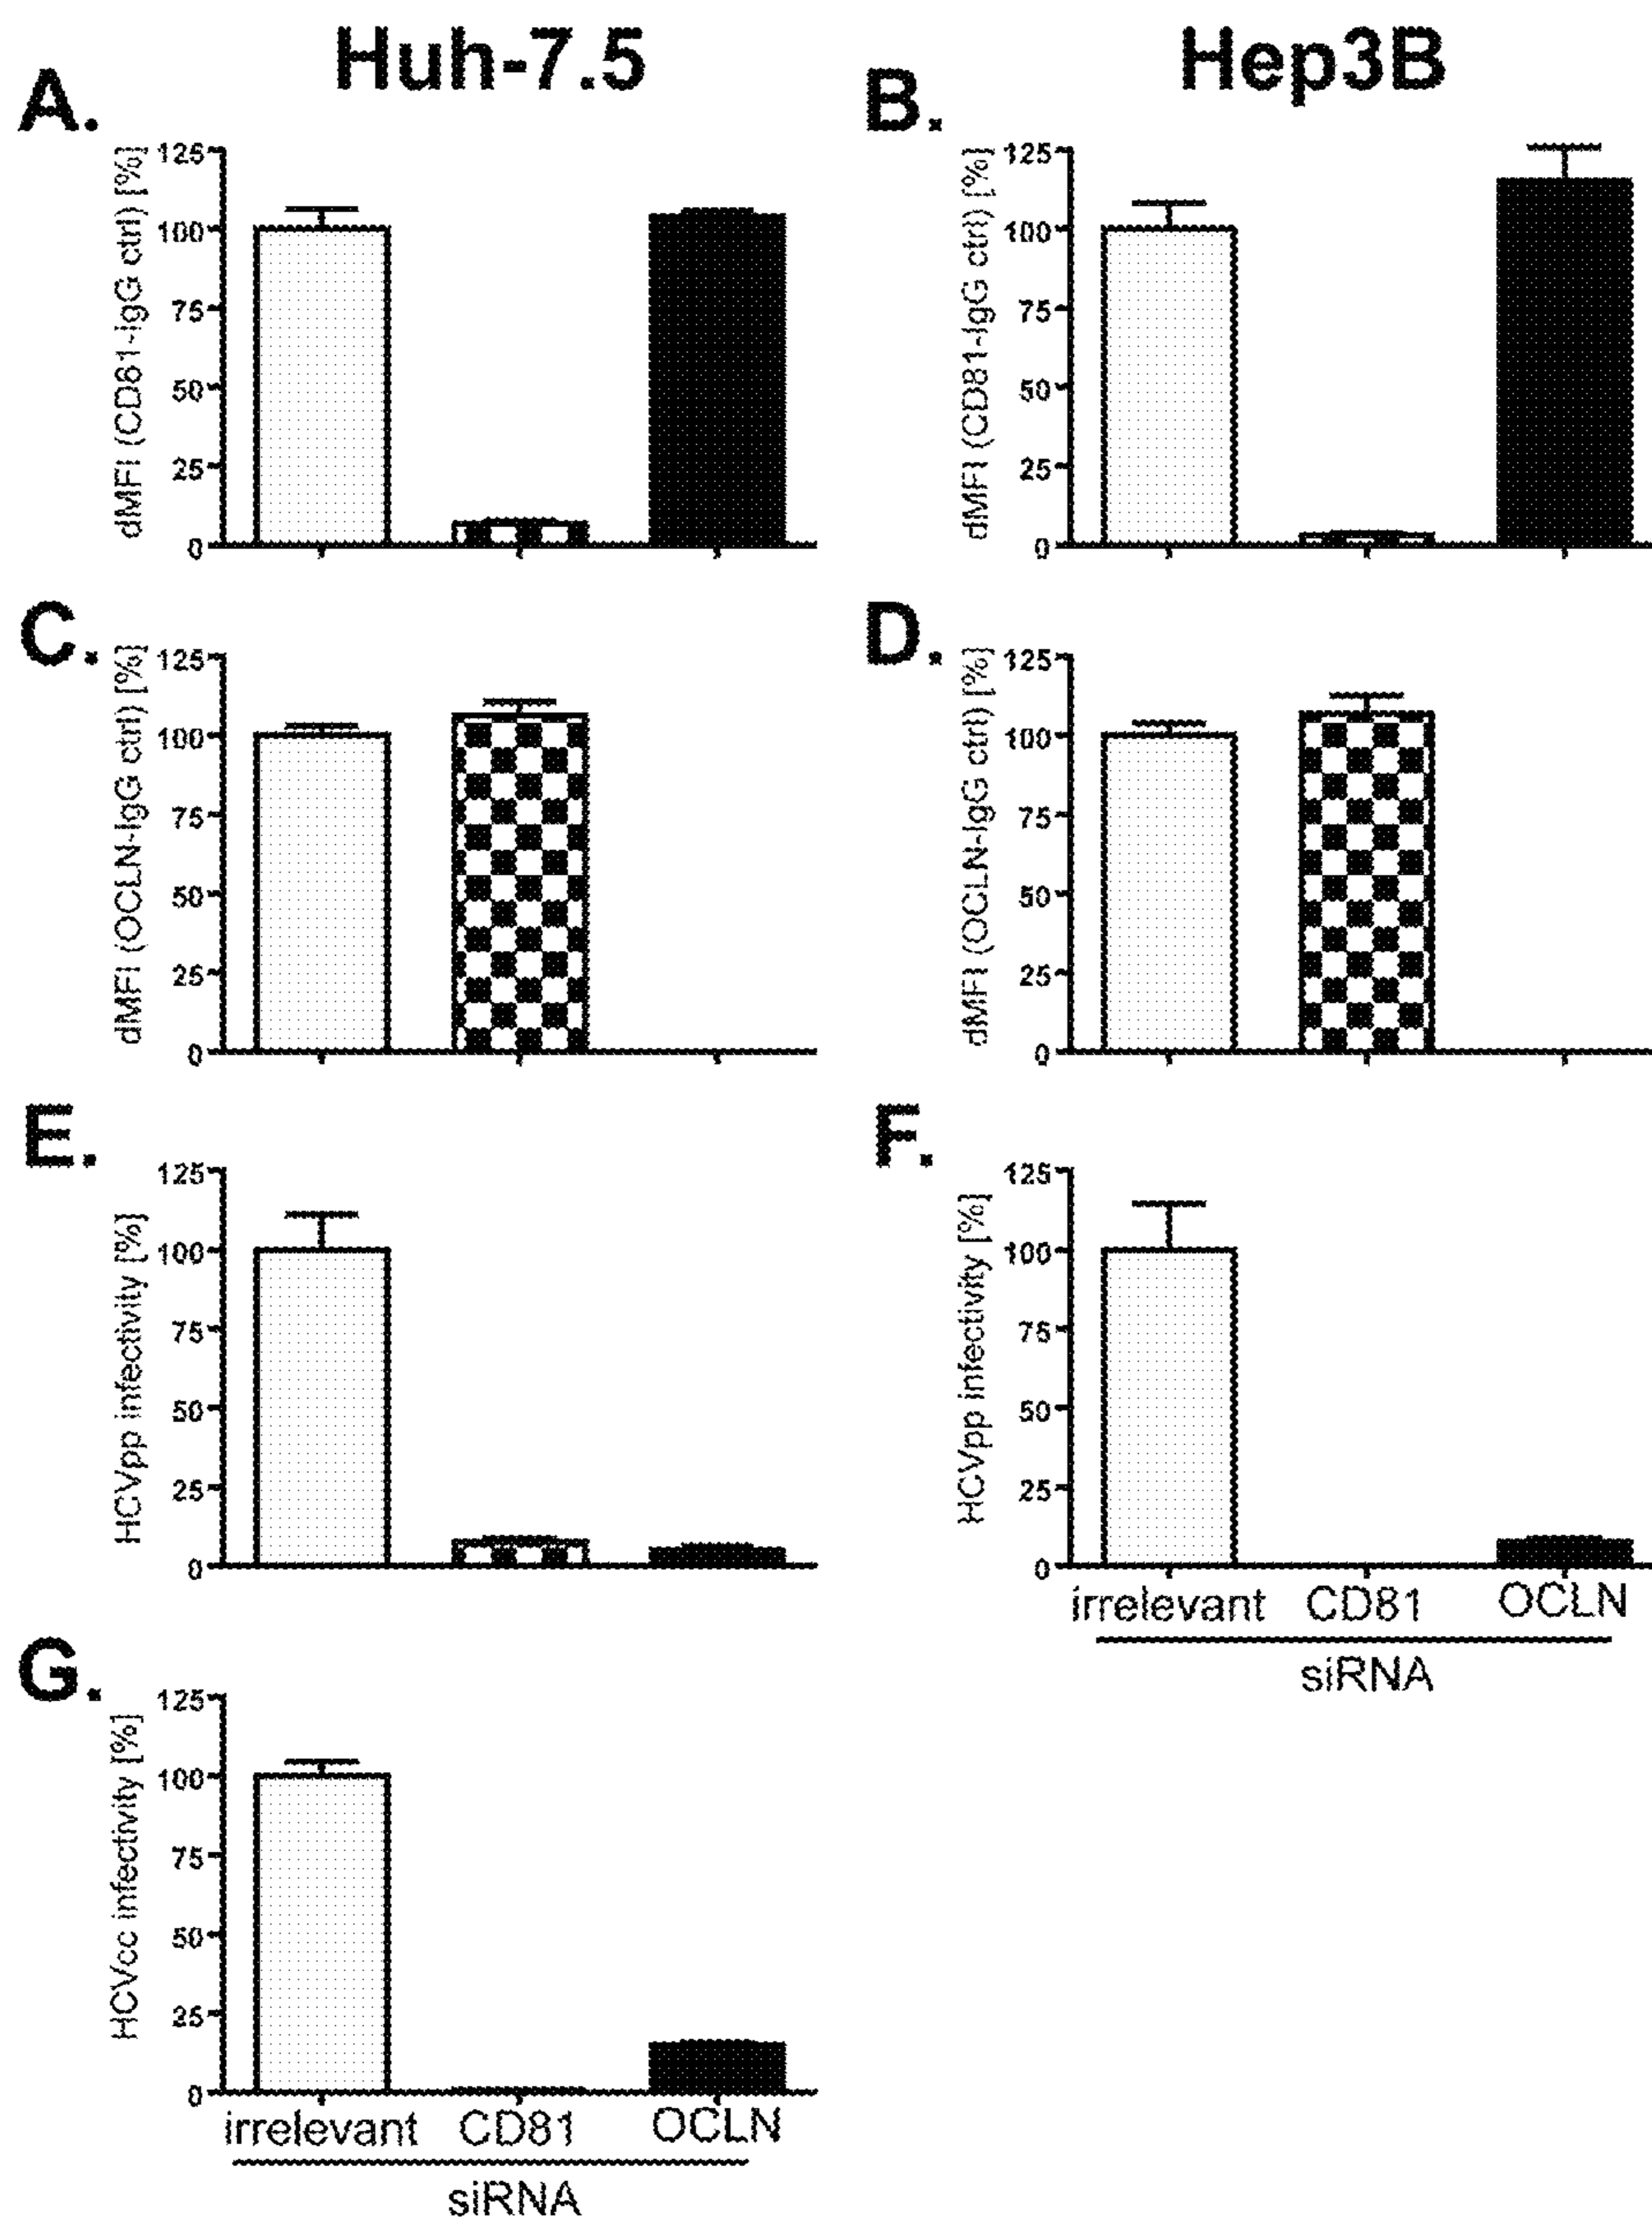 Huh-7.5 Hep3B
A. B.
dMFI (CD81-IgG ctrl) [%]
125
100
75
50
25
0
dMFI (CD81-IgG ctrl) [%]
125
100
75
50
25
0
C. D.
dMFI (OCLN-IgG ctrl) [%]
125
100
75
50
25
0
dMFI (OCLN-IgG ctrl) [%]
125
100
75
50
25
0
E. F.
HCVpp infectivity [%]
125
100
75
50
25
0
HCVpp infectivity [%]
125
100
75
50
25
0
irrelevant CD81 OCLN
siRNA
G.
HCVcc infectivity [%]
125
100
75
50
25
0
irrelevant CD81 OCLN
siRNA